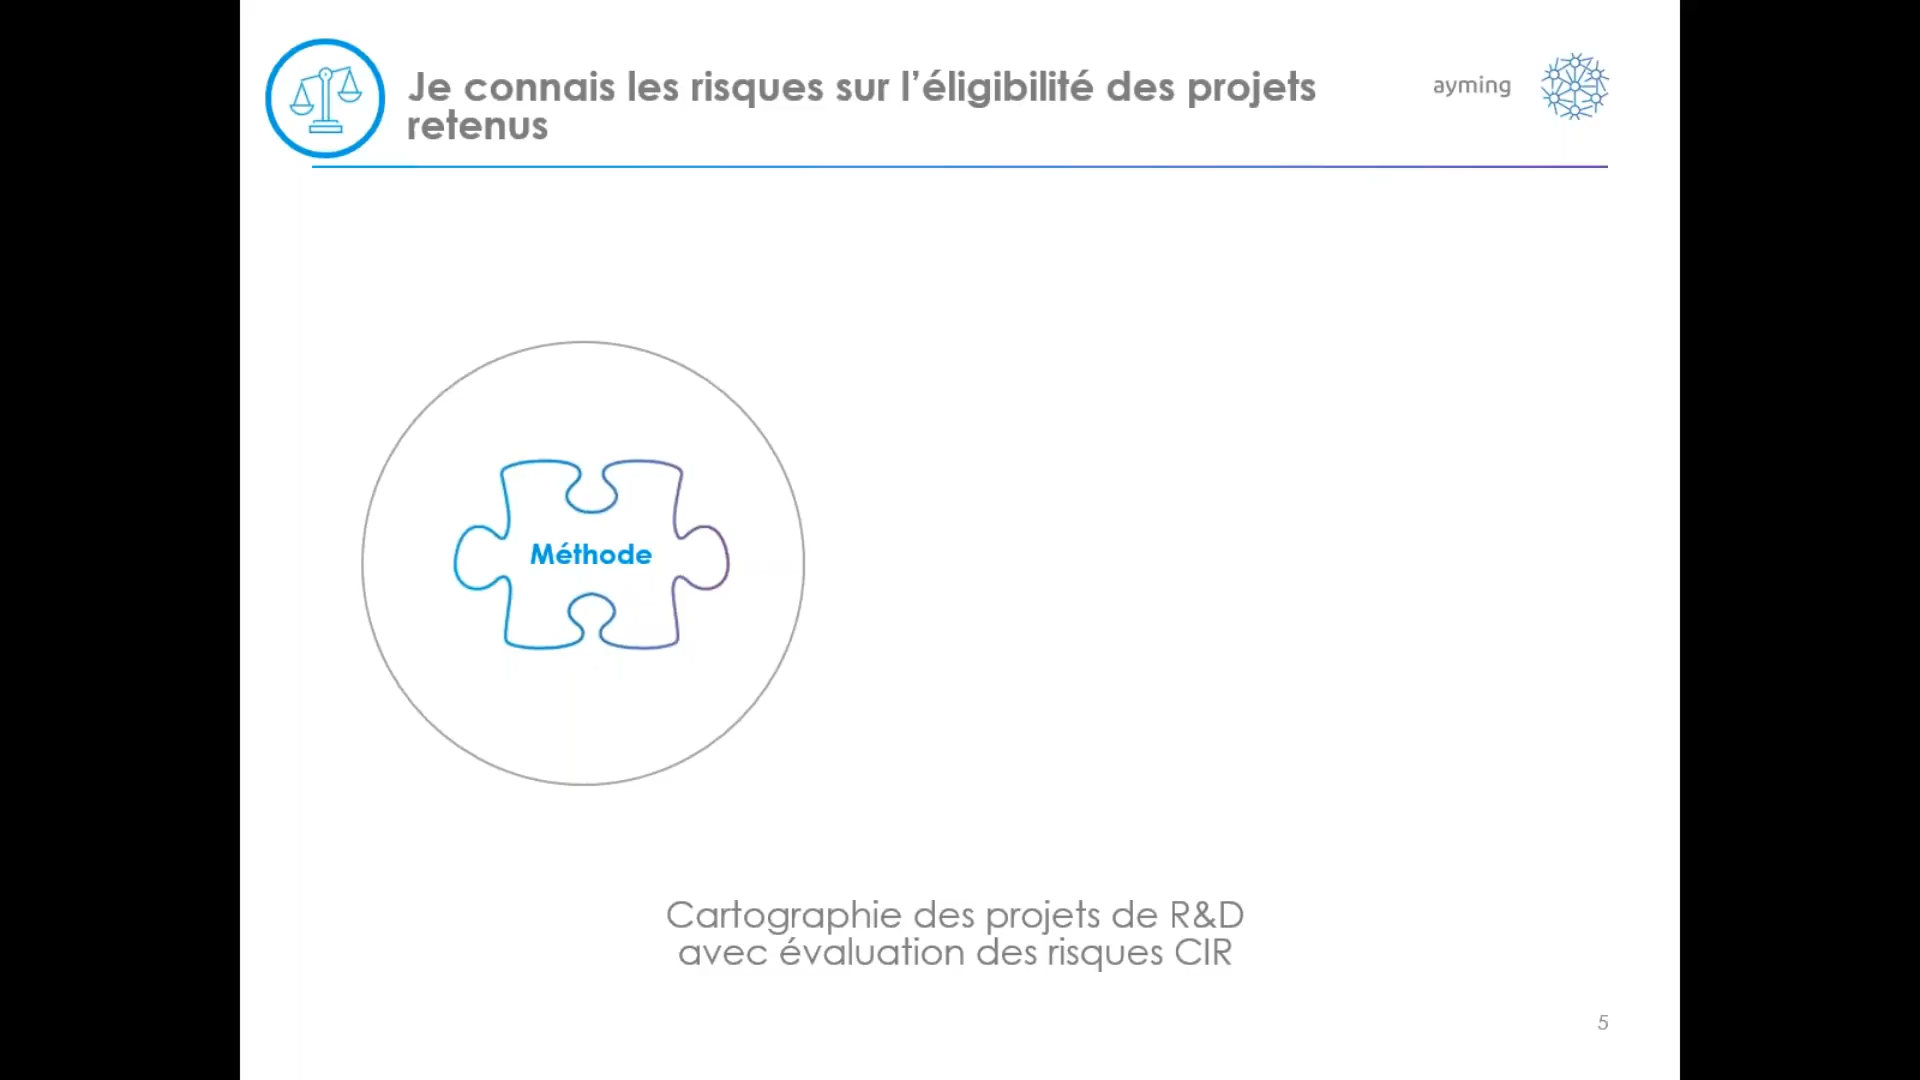 Je connais les risques sur l’éligibilité des projets
retenus
ayming
Méthode
Cartographie des projets de R&D
avec évaluation des risques CIR
5